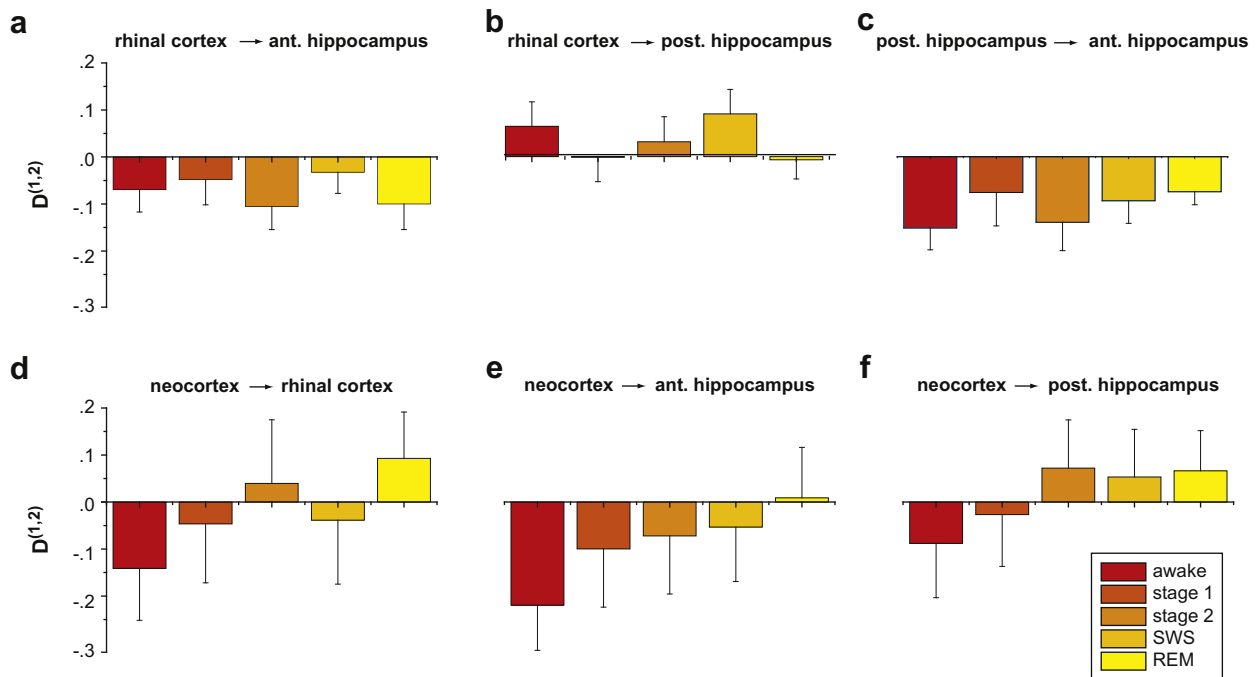 a
rhinal cortex → ant. hippocampus
b
rhinal cortex → post. hippocampus
c
post. hippocampus → ant. hippocampus
.2
.1
.0
-.1
-.2
-.3
D(1,2)
d
neocortex → rhinal cortex
e
neocortex → ant. hippocampus
f
neocortex → post. hippocampus
.2
.1
.0
-.1
-.2
-.3
D(1,2)
awake
stage 1
stage 2
SWS
REM